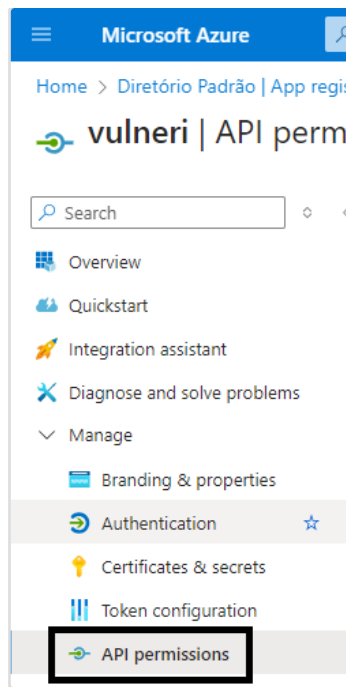 Microsoft Azure
Home > Diretório Padrão | App regi
vulneri | API perm
Search
Overview
Quickstart
Integration assistant
Diagnose and solve problems
Manage
Branding & properties
Authentication
Certificates & secrets
Token configuration
API permissions